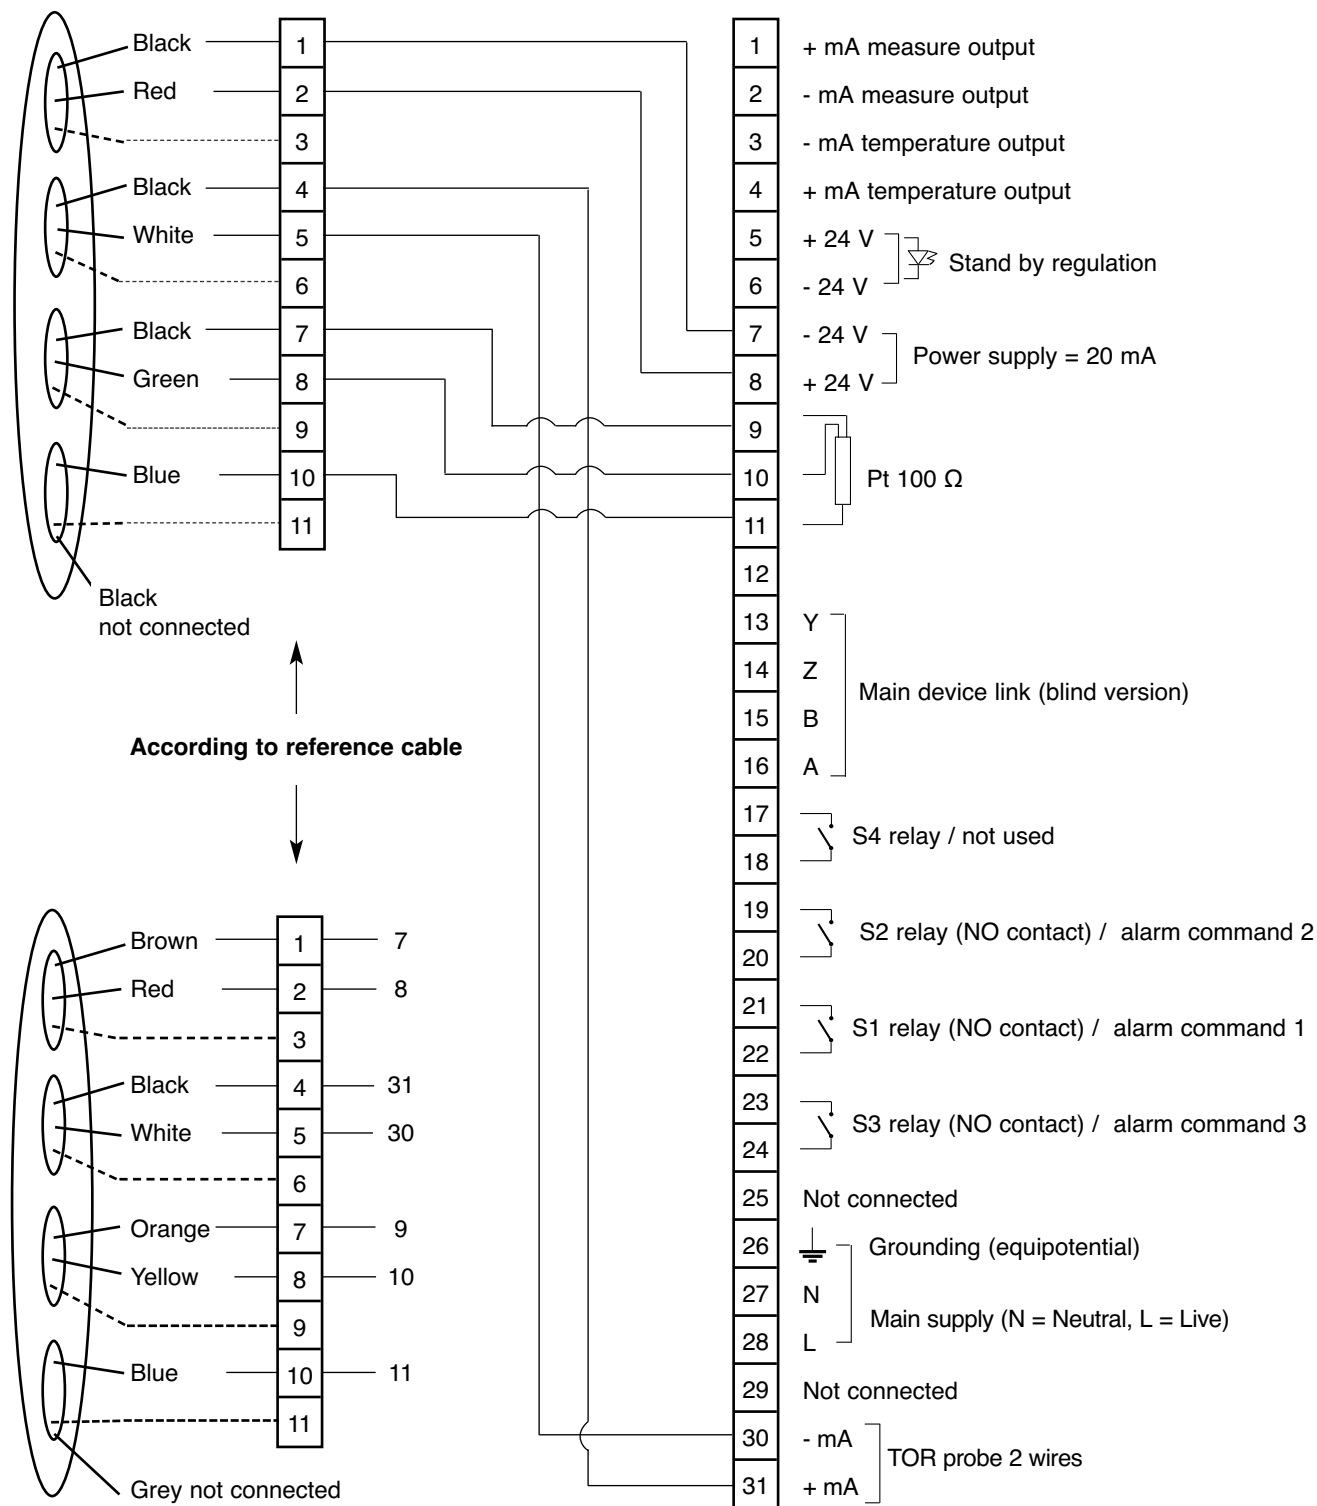 Black 1
Red 2
3
Black 4
White 5
6
Black 7
Green 8
9
Blue 10
11
Black
not connected
According to reference cable
Brown 1 7
Red 2 8
3
Black 4 31
White 5 30
6
Orange 7 9
Yellow 8 10
9
Blue 10 11
11
Grey not connected
1 + mA measure output
2 - mA measure output
3 - mA temperature output
4 + mA temperature output
5 + 24 V
Stand by regulation
6 - 24 V
7 - 24 V
Power supply = 20 mA
8 + 24 V
9
10 Pt 100 Ω
11
12
13 Y
14 Z
Main device link (blind version)
15 B
16 A
17
S4 relay / not used
18
19
S2 relay (NO contact) / alarm command 2
20
21
S1 relay (NO contact) / alarm command 1
22
23
S3 relay (NO contact) / alarm command 3
24
25 Not connected
26 Grounding (equipotential)
27 N
Main supply (N = Neutral, L = Live)
28 L
29 Not connected
30 - mA
TOR probe 2 wires
31 + mA